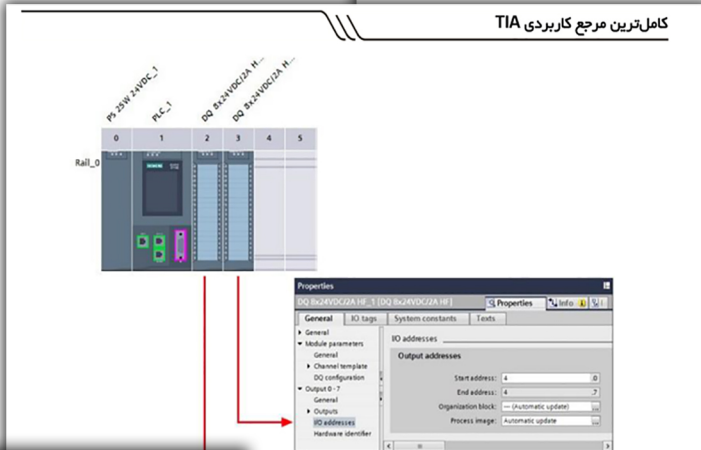 کامل‌ترین مرجع کاربردی TIA
PS 25W 24VDC_1
PLC_1
DQ 8x24VDC/2A H...
DQ 8x24VDC/2A H...
0 1 2 3 4 5
Rail_0
SIEMENS
Properties
DQ 8x24VDC/2A HF_1 [DQ 8x24VDC/2A HF]
Properties
Info
General IO tags System constants Texts
General
Module parameters
General
Channel template
DQ configuration
Output 0 - 7
General
Outputs
I/O addresses
Hardware identifier
I/O addresses
Output addresses
Start address: 4 .0
End address: 4 .7
Organization block: --- (Automatic update) ...
Process image: Automatic update ...